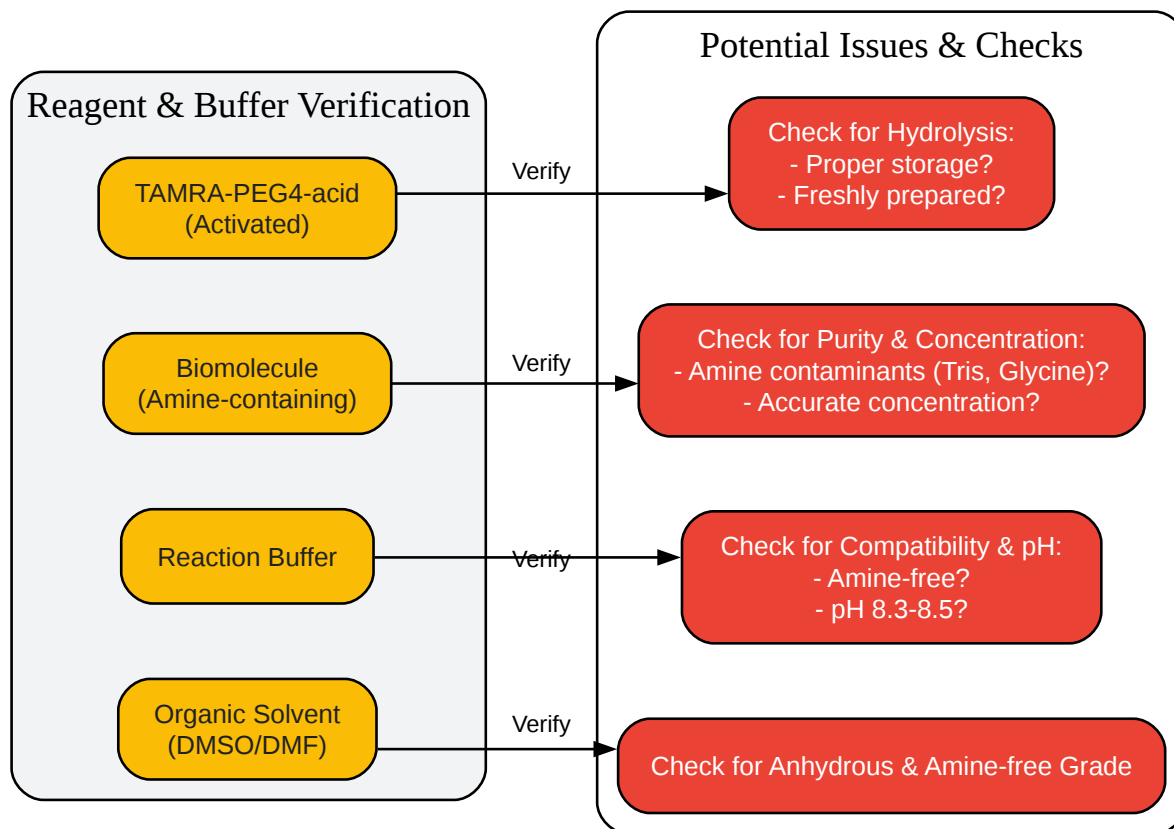 Potential Issues & Checks
Reagent & Buffer Verification
TAMRA-PEG4-acid
(Activated)
Verify
Check for Hydrolysis:
- Proper storage?
- Freshly prepared?
Biomolecule
(Amine-containing)
Verify
Check for Purity & Concentration:
- Amine contaminants (Tris, Glycine)?
- Accurate concentration?
Reaction Buffer
Verify
Check for Compatibility & pH:
- Amine-free?
- pH 8.3-8.5?
Organic Solvent
(DMSO/DMF)
Verify
Check for Anhydrous & Amine-free Grade